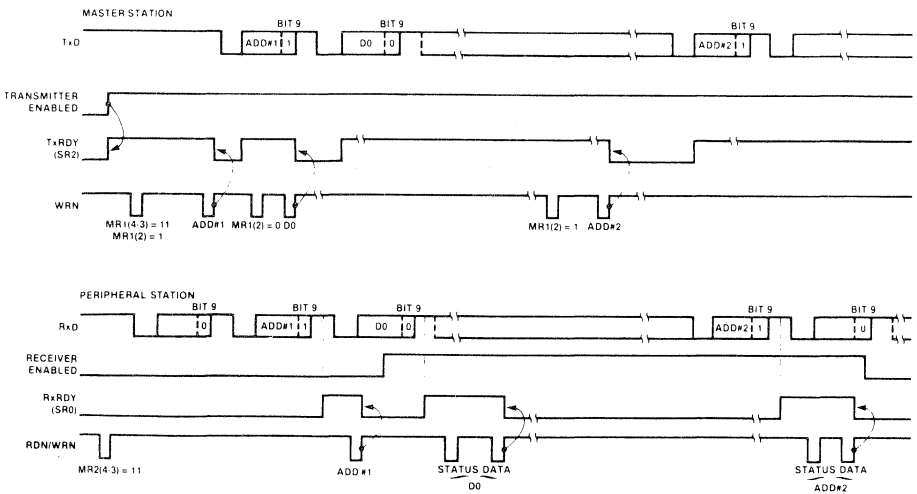 MASTER STATION
BIT 9 BIT 9 BIT 9
TxD ADD#1 1 D0 0 ADD#2 1
TRANSMITTER
ENABLED
TxRDY
(SR2)
WRN
MR1(4-3) = 11 ADD#1 MR1(2) = 0 D0 MR1(2) = 1 ADD#2
MR1(2) = 1
PERIPHERAL STATION
BIT 9 BIT 9 BIT 9 BIT 9 BIT 9
RxD 0 ADD#1 1 D0 0 ADD#2 1 0
RECEIVER
ENABLED
RxRDY
(SR0)
RDN/WRN
MR2(4-3) = 11 ADD #1 STATUS DATA STATUS DATA
D0 ADD#2